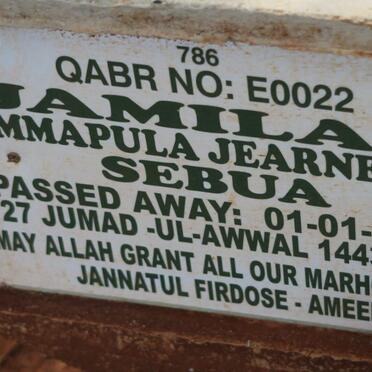 786
QABR NO: E0022
JAMILA
MMAPULA JEARNE
SEBUA
PASSED AWAY: 01-01-
27 JUMAD -UL-AWWAL 1443
MAY ALLAH GRANT ALL OUR MARH
JANNATUL FIRDOSE - AMEE